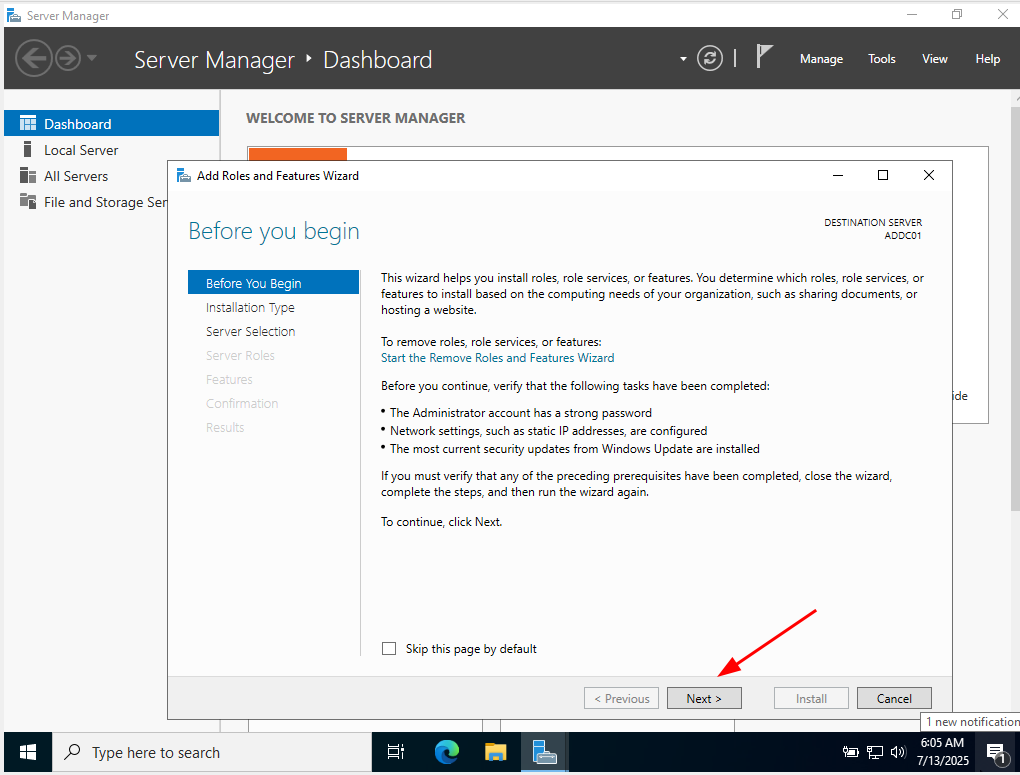 Server Manager
Server Manager ‣ Dashboard
Manage Tools View Help
Dashboard
Local Server
All Servers
File and Storage Ser
WELCOME TO SERVER MANAGER
Add Roles and Features Wizard
Before you begin
DESTINATION SERVER
ADDC01
Before You Begin
Installation Type
Server Selection
Server Roles
Features
Confirmation
Results
This wizard helps you install roles, role services, or features. You determine which roles, role services, or
features to install based on the computing needs of your organization, such as sharing documents, or
hosting a website.
To remove roles, role services, or features:
Start the Remove Roles and Features Wizard
Before you continue, verify that the following tasks have been completed:
• The Administrator account has a strong password
• Network settings, such as static IP addresses, are configured
• The most current security updates from Windows Update are installed
If you must verify that any of the preceding prerequisites have been completed, close the wizard,
complete the steps, and then run the wizard again.
To continue, click Next.
Skip this page by default
< Previous Next > Install Cancel
ide
1 new notification
Type here to search
6:05 AM
7/13/2025
1